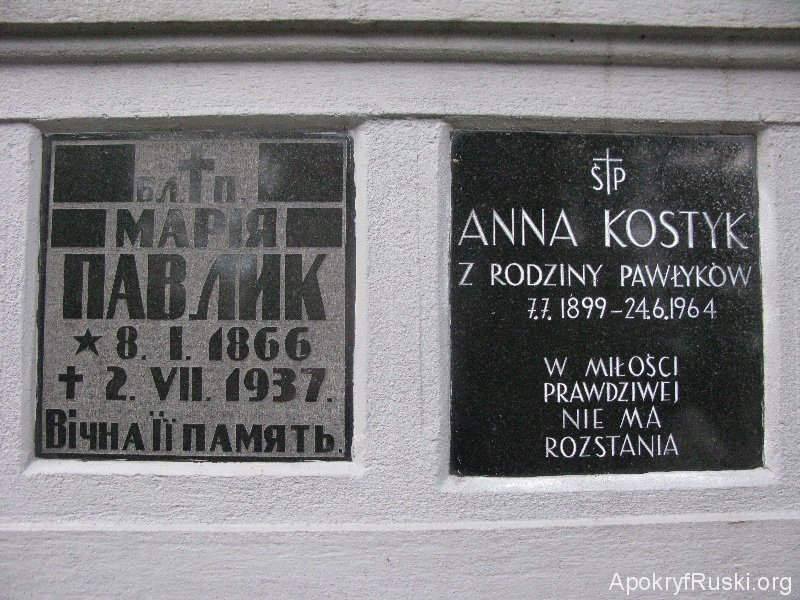 бл. † п.
МАРІЯ
ПАВЛИК
★ 8. I. 1866
† 2. VII. 1937.
Вічна її память.
Ś†P
ANNA KOSTYK
Z RODZINY PAWŁYKÓW
7.7. 1899 – 24.6.1964
W MIŁOŚCI
PRAWDZIWEJ
NIE MA
ROZSTANIA
ApokryfRuski.org